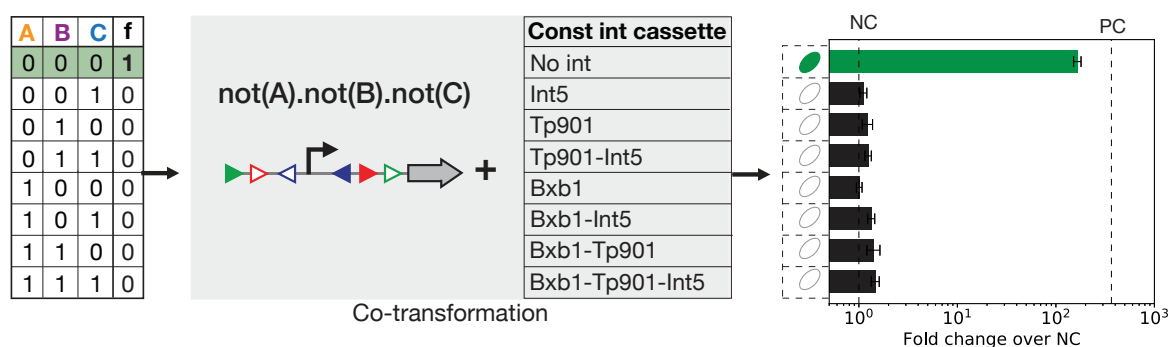 A B C f
0 0 0 1
0 0 1 0
0 1 0 0
0 1 1 0
1 0 0 0
1 0 1 0
1 1 0 0
1 1 1 0
not(A).not(B).not(C)
+
Const int cassette
No int
Int5
Tp901
Tp901-Int5
Bxb1
Bxb1-Int5
Bxb1-Tp901
Bxb1-Tp901-Int5
Co-transformation
NC PC
10⁰ 10¹ 10² 10³
Fold change over NC